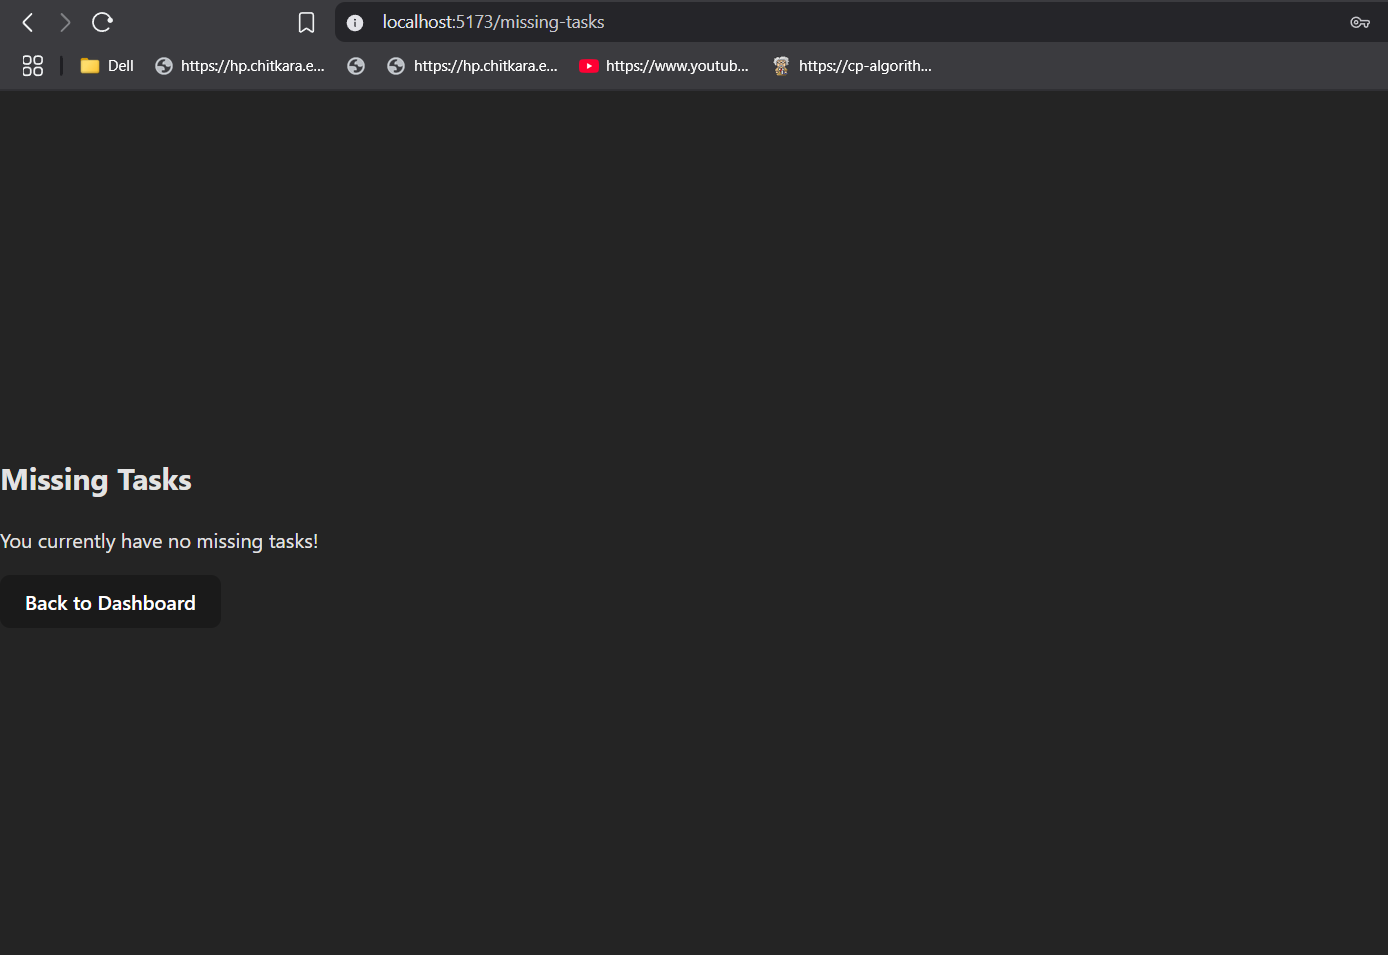 localhost:5173/missing-tasks
Dell https://hp.chitkara.e... https://hp.chitkara.e... https://www.youtub... https://cp-algorith...
Missing Tasks
You currently have no missing tasks!
Back to Dashboard